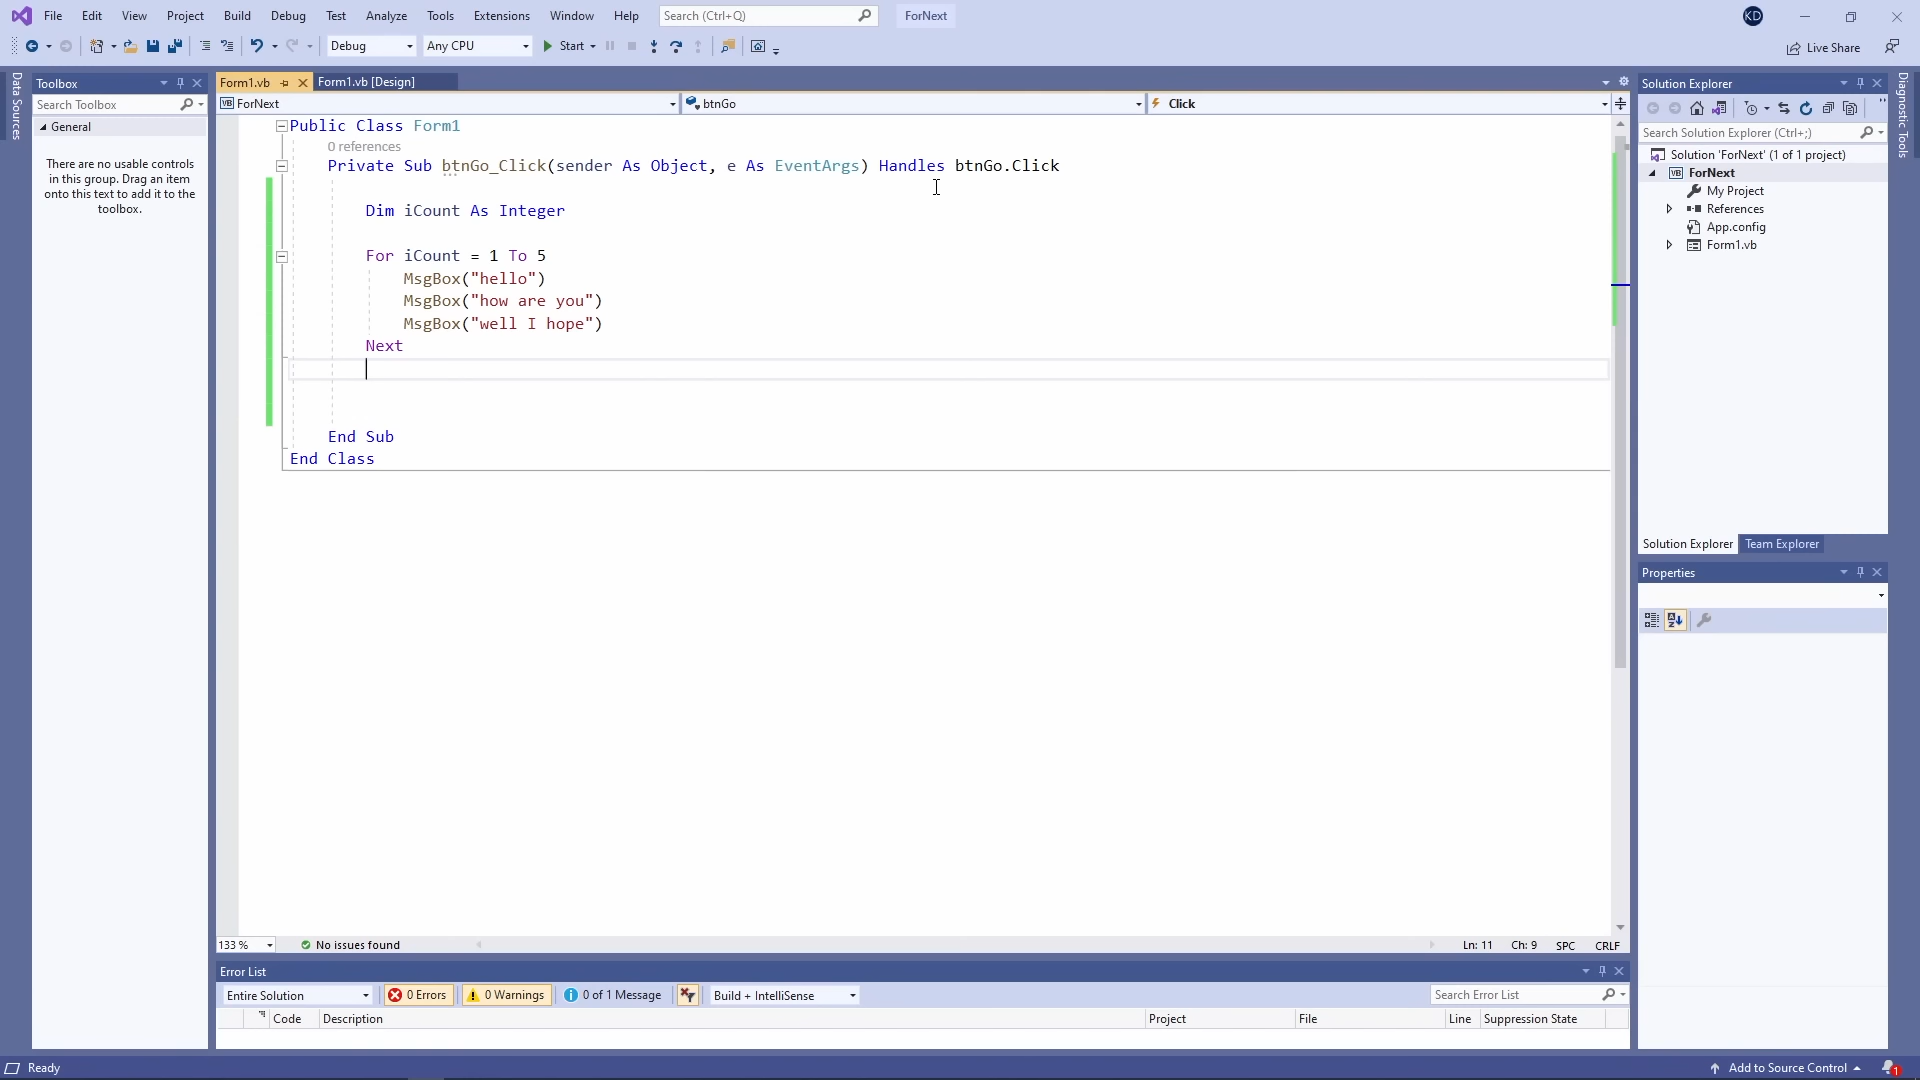 File Edit View Project Build Debug Test Analyze Tools Extensions Window Help Search (Ctrl+Q) ForNext KD
Debug Any CPU Start Live Share
Data Sources
Toolbox
Search Toolbox
General
There are no usable controls
in this group. Drag an item
onto this text to add it to the
toolbox.
Form1.vb Form1.vb [Design]
VB ForNext btnGo Click
Public Class Form1
0 references
Private Sub btnGo_Click(sender As Object, e As EventArgs) Handles btnGo.Click
Dim iCount As Integer
For iCount = 1 To 5
MsgBox("hello")
MsgBox("how are you")
MsgBox("well I hope")
Next
End Sub
End Class
133 % No issues found Ln: 11 Ch: 9 SPC CRLF
Error List
Entire Solution 0 Errors 0 Warnings 0 of 1 Message Build + IntelliSense Search Error List
Code Description Project File Line Suppression State
Solution Explorer
Search Solution Explorer (Ctrl+;)
Solution 'ForNext' (1 of 1 project)
VB ForNext
My Project
References
App.config
Form1.vb
Solution Explorer Team Explorer
Properties
Diagnostic Tools
Ready Add to Source Control 1